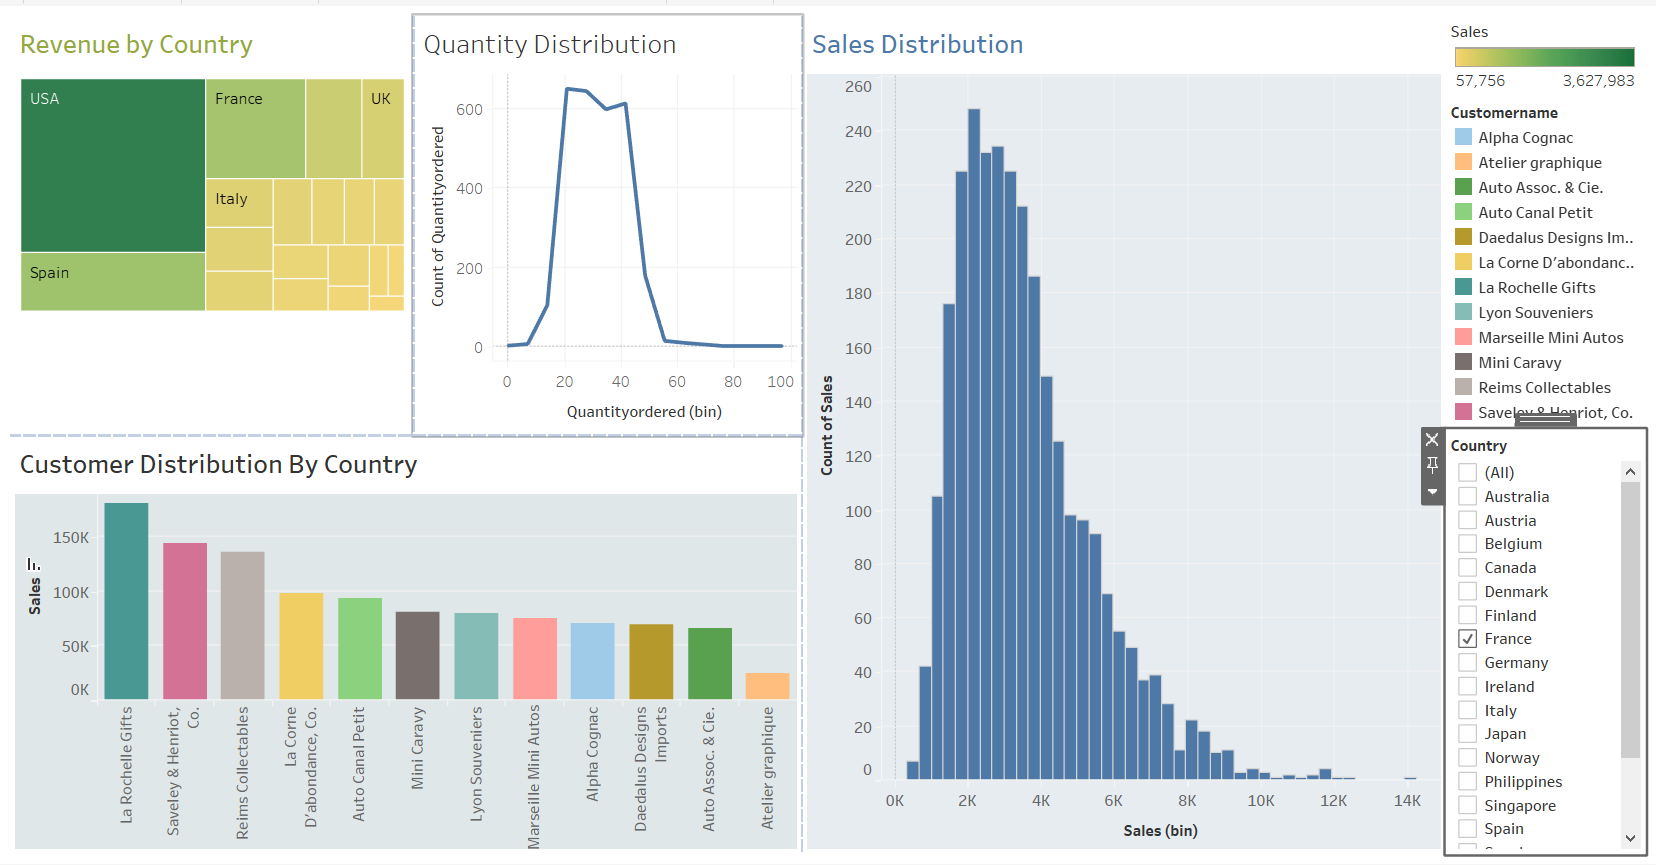 Revenue by Country
USA
France
UK
Italy
Spain
Quantity Distribution
Count of Quantityordered
600
400
200
0
0 20 40 60 80 100
Quantityordered (bin)
Sales Distribution
Count of Sales
260
240
220
200
180
160
140
120
100
80
60
40
20
0
0K 2K 4K 6K 8K 10K 12K 14K
Sales (bin)
Customer Distribution By Country
Sales
150K
100K
50K
0K
La Rochelle Gifts
Saveley & Henriot,
Co.
Reims Collectables
La Corne
D'abondance, Co.
Auto Canal Petit
Mini Caravy
Lyon Souveniers
Marseille Mini Autos
Alpha Cognac
Daedalus Designs
Imports
Auto Assoc. & Cie.
Atelier graphique
Sales
57,756 3,627,983
Customername
Alpha Cognac
Atelier graphique
Auto Assoc. & Cie.
Auto Canal Petit
Daedalus Designs Im..
La Corne D'abondanc..
La Rochelle Gifts
Lyon Souveniers
Marseille Mini Autos
Mini Caravy
Reims Collectables
Saveley & Henriot, Co.
Country
(All)
Australia
Austria
Belgium
Canada
Denmark
Finland
France
Germany
Ireland
Italy
Japan
Norway
Philippines
Singapore
Spain